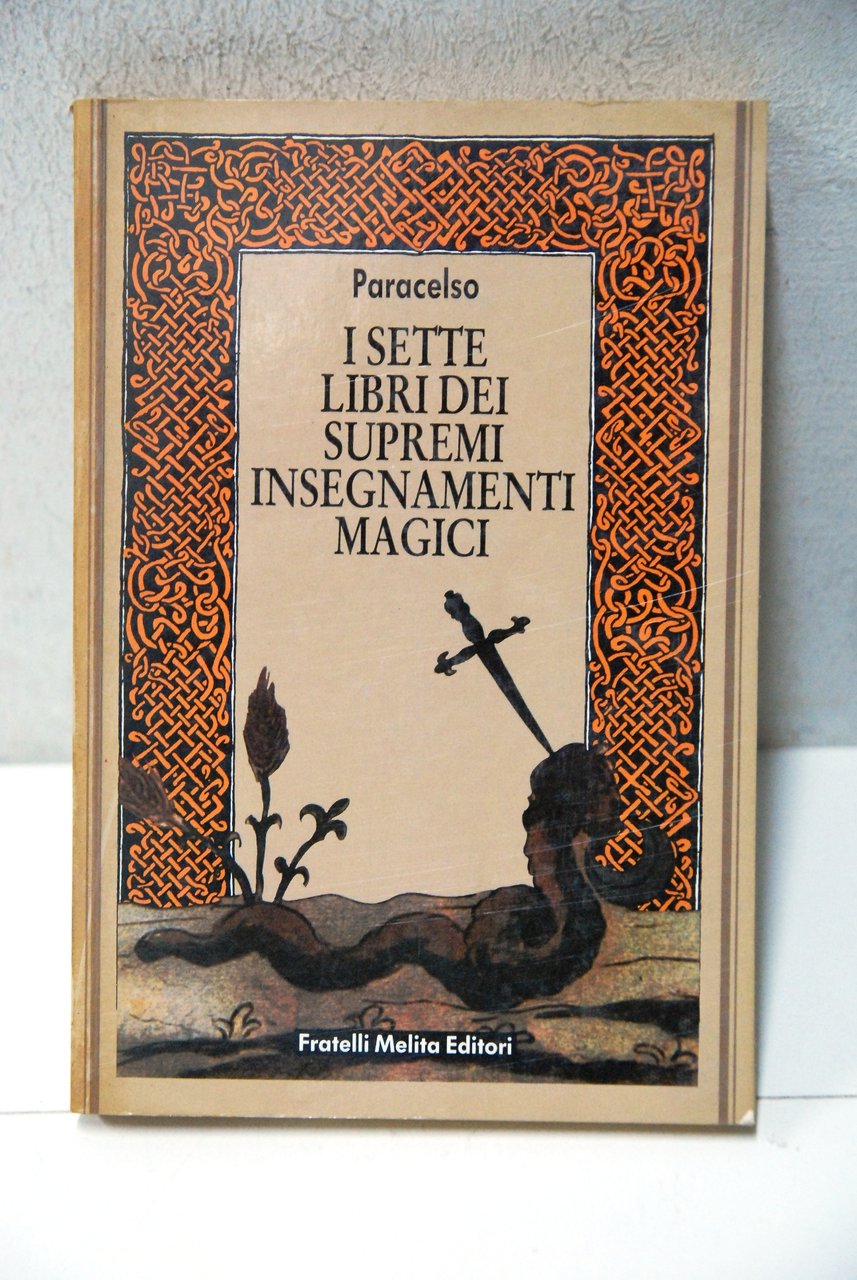 Paracelso
I SETTE
LIBRI DEI
SUPREMI
INSEGNAMENTI
MAGICI
Fratelli Melita Editori